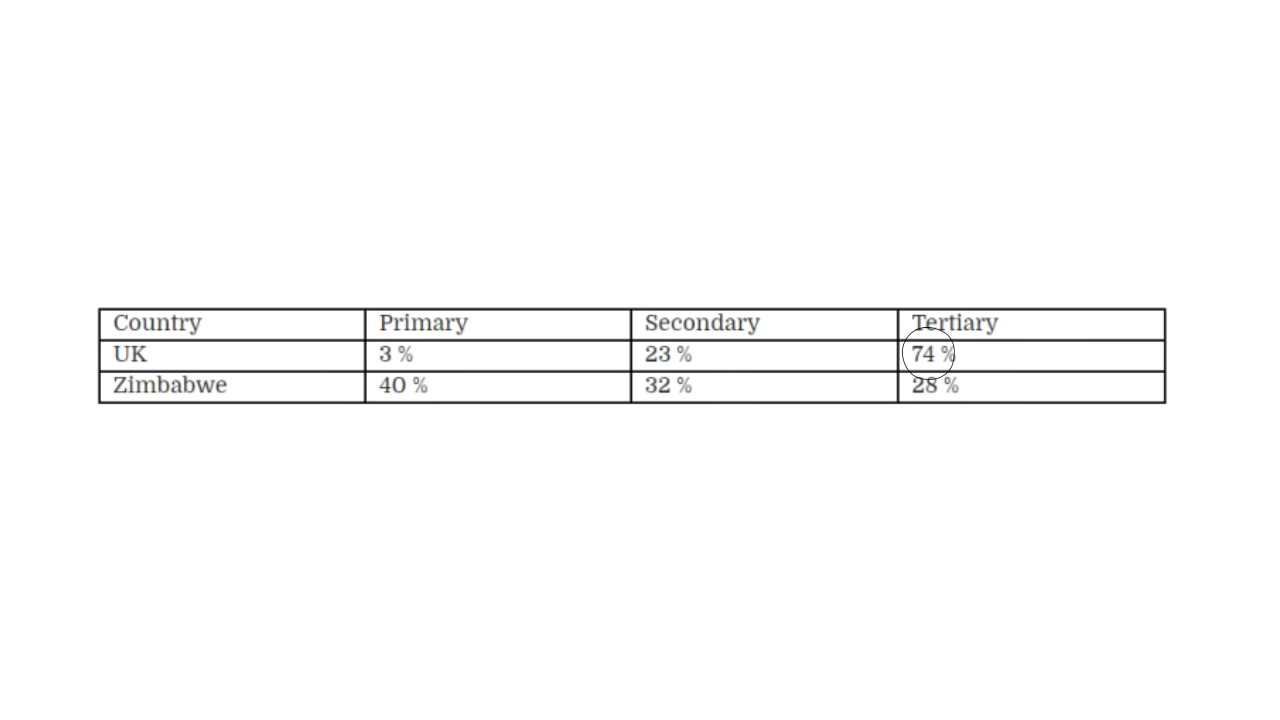 Country Primary Secondary Tertiary
UK 3 % 23 % 74 %
Zimbabwe 40 % 32 % 28 %